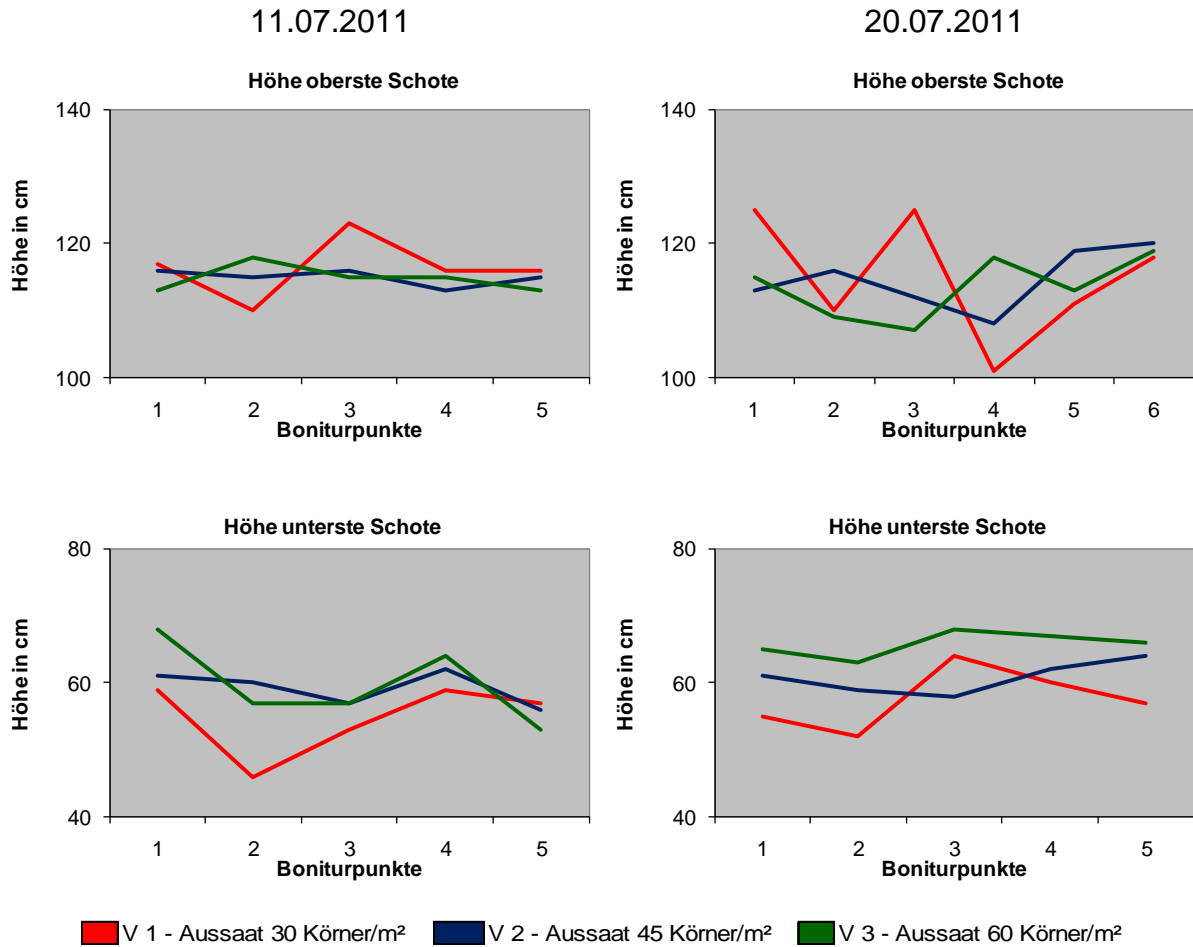 11.07.2011
20.07.2011
Höhe oberste Schote
140
120
100
Höhe in cm
1 2 3 4 5
Boniturpunkte
Höhe oberste Schote
140
120
100
Höhe in cm
1 2 3 4 5 6
Boniturpunkte
Höhe unterste Schote
80
60
40
Höhe in cm
1 2 3 4 5
Boniturpunkte
Höhe unterste Schote
80
60
40
Höhe in cm
1 2 3 4 5
Boniturpunkte
V 1 - Aussaat 30 Körner/m² V 2 - Aussaat 45 Körner/m² V 3 - Aussaat 60 Körner/m²